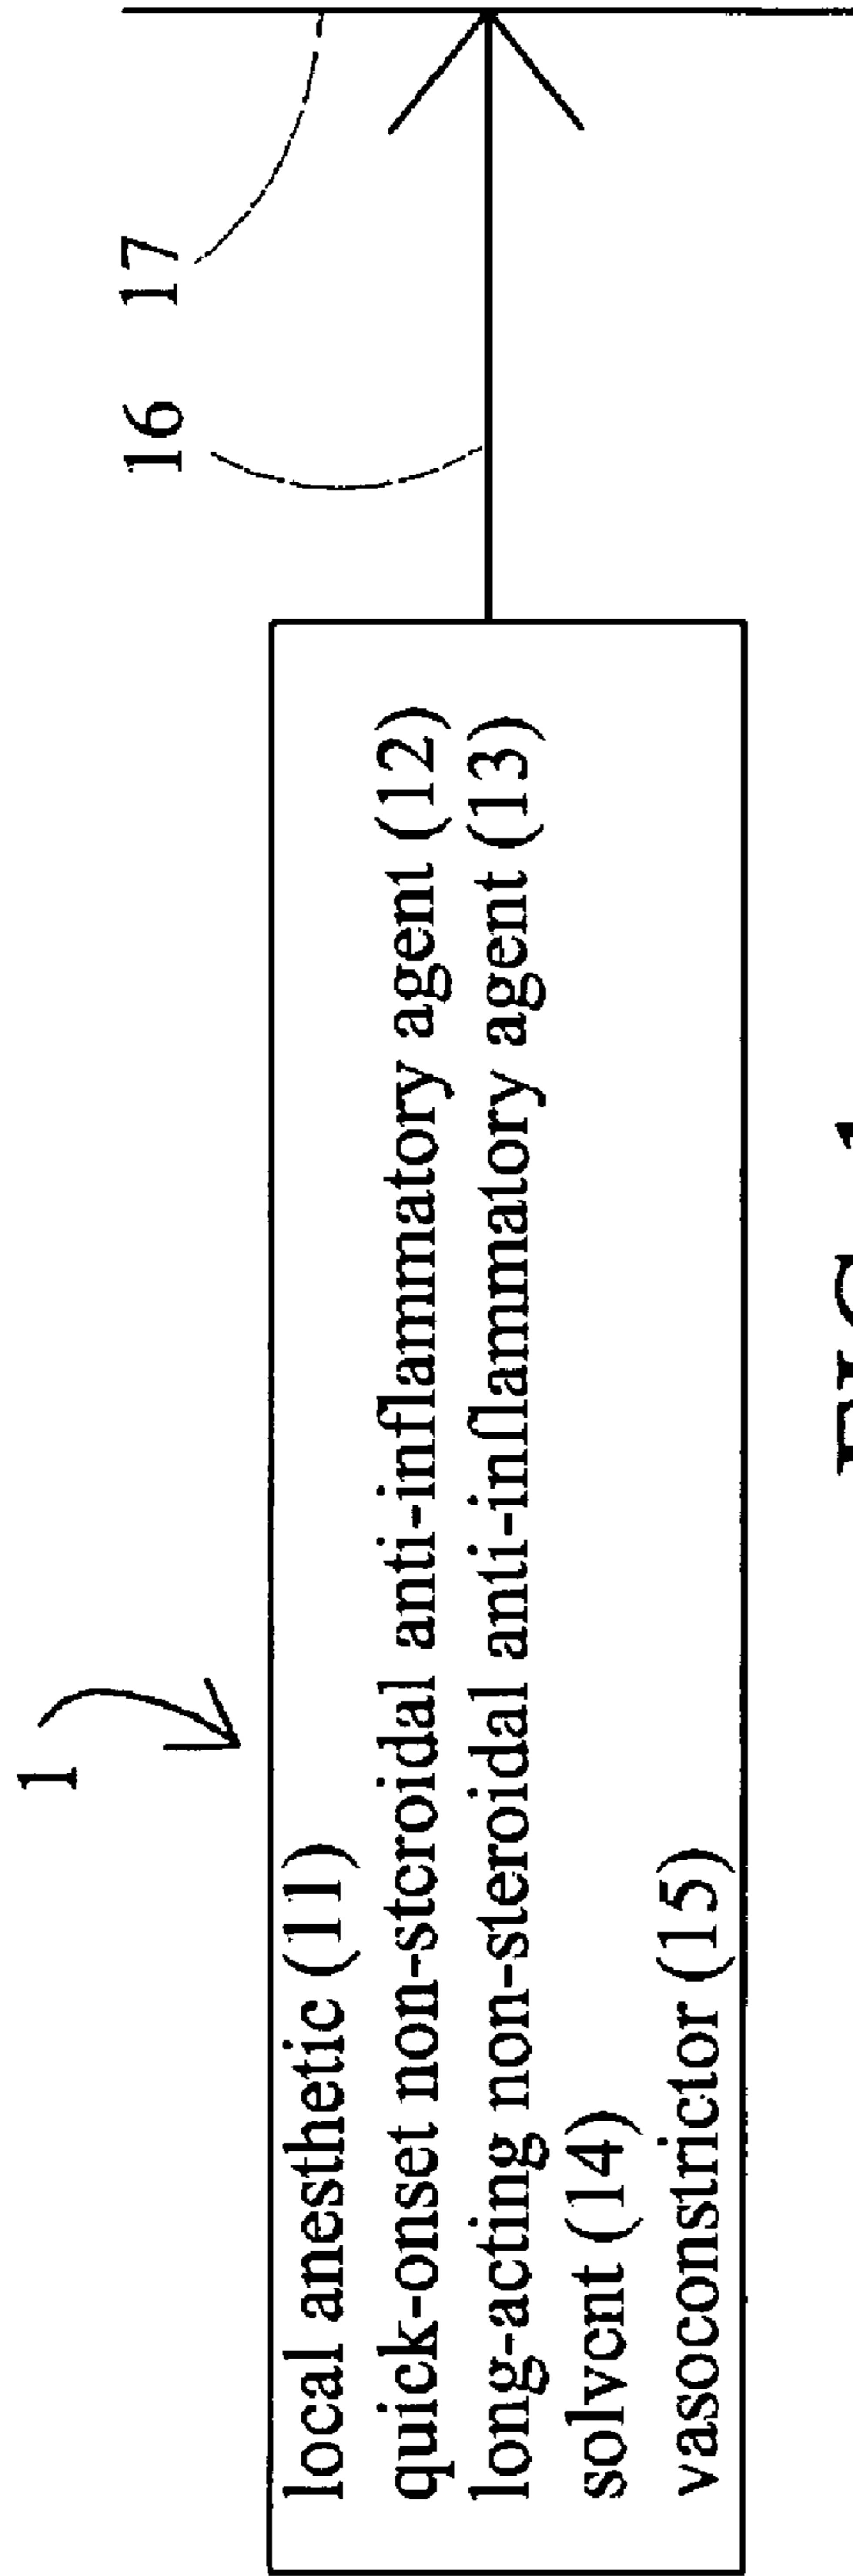 1
16
17
local anesthetic (11)
quick-onset non-steroidal anti-inflammatory agent (12)
long-acting non-steroidal anti-inflammatory agent (13)
solvent (14)
vasoconstrictor (15)